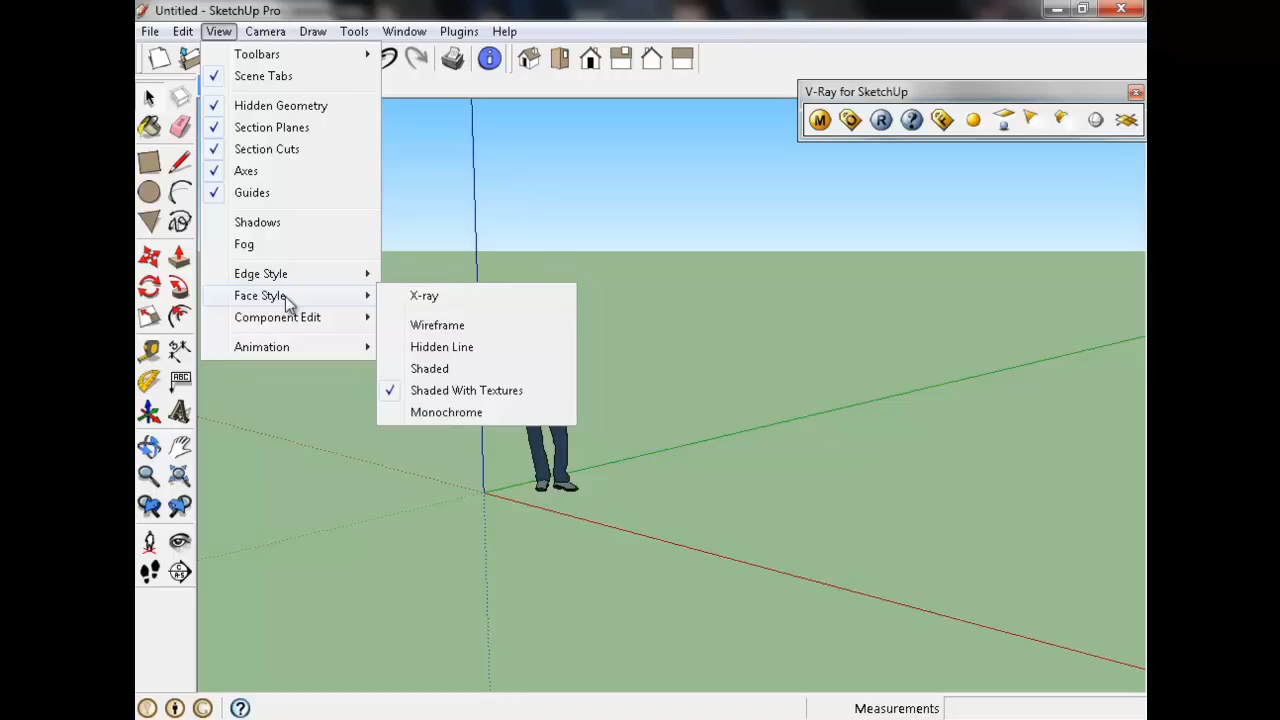 Untitled - SketchUp Pro
File Edit View Camera Draw Tools Window Plugins Help
Toolbars
Scene Tabs
Hidden Geometry
Section Planes
Section Cuts
Axes
Guides
Shadows
Fog
Edge Style
Face Style
Component Edit
Animation
X-ray
Wireframe
Hidden Line
Shaded
Shaded With Textures
Monochrome
V-Ray for SketchUp
M
R
ABC
Measurements